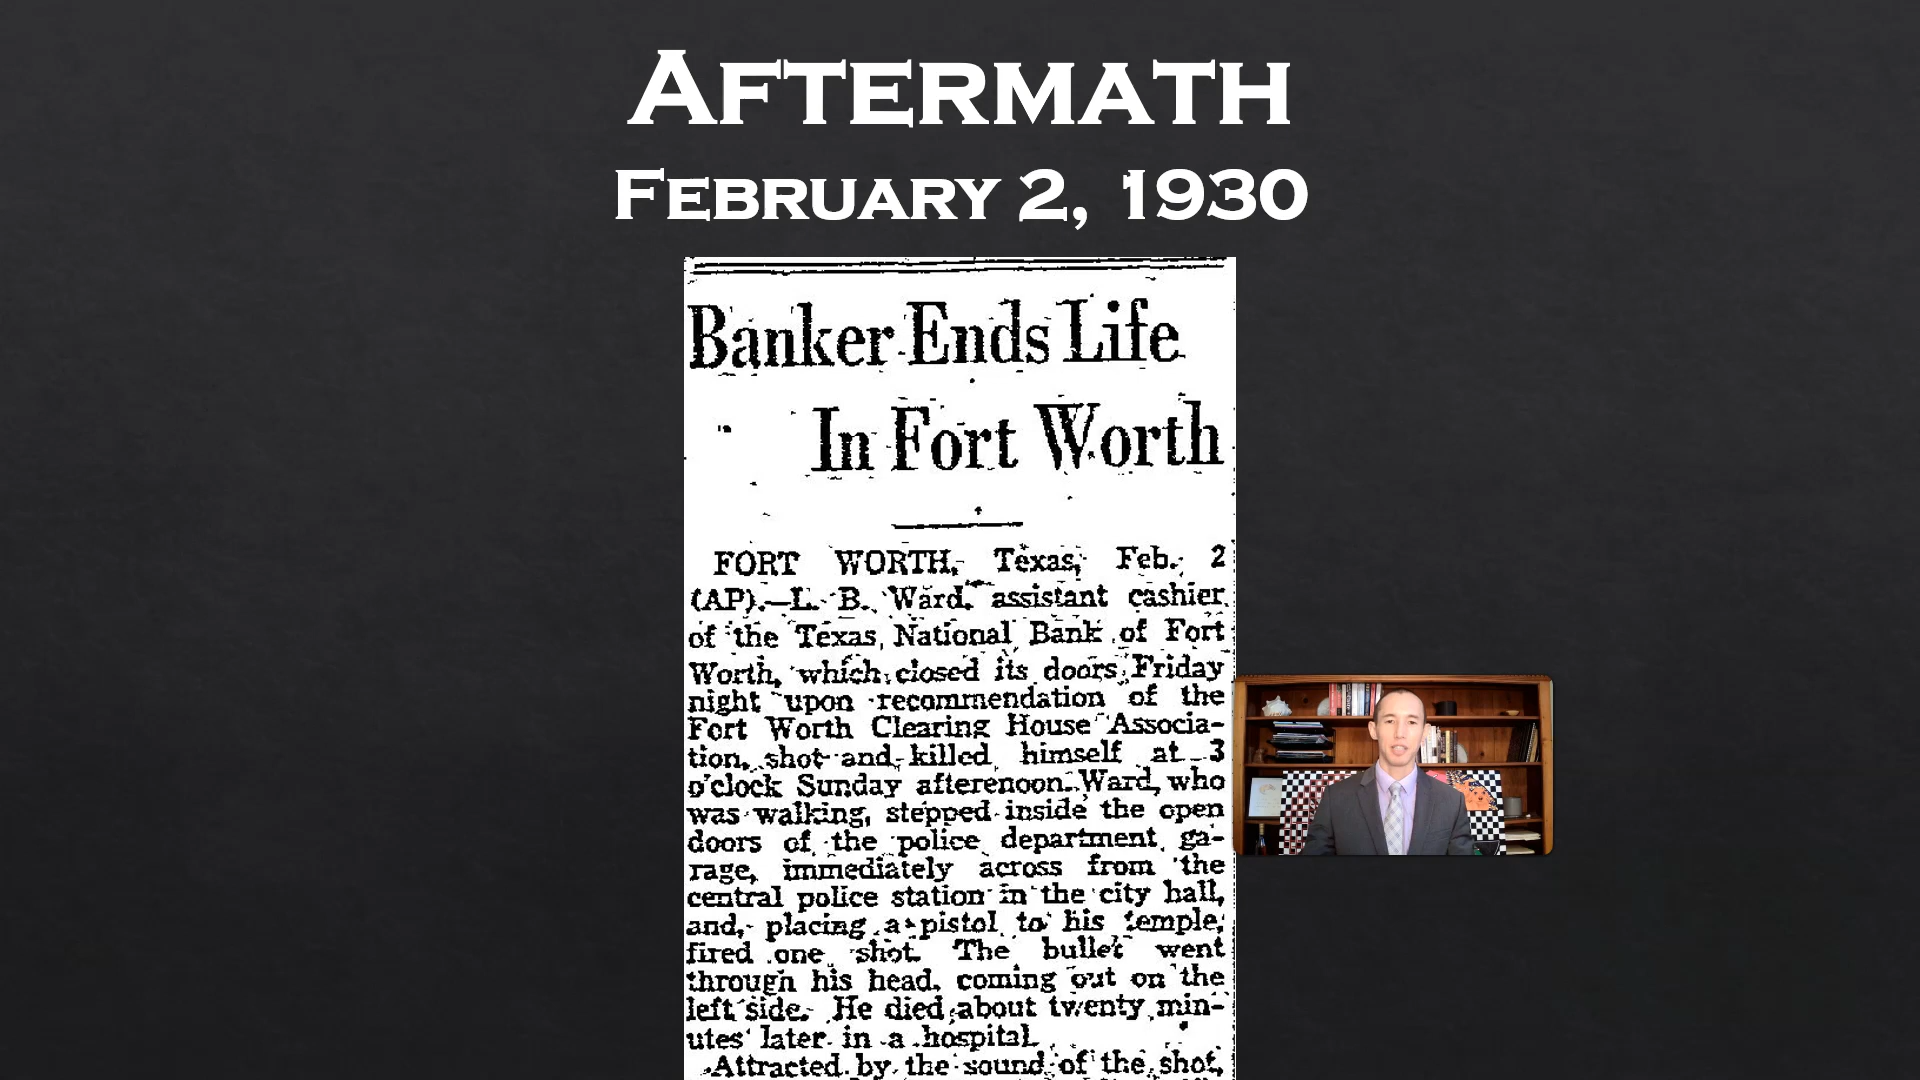 AFTERMATH
FEBRUARY 2, 1930
Banker Ends Life
In Fort Worth
FORT WORTH, Texas, Feb. 2
(AP).—L. B. Ward, assistant cashier
of the Texas National Bank of Fort
Worth, which closed its doors Friday
night upon recommendation of the
Fort Worth Clearing House Associa-
tion, shot and killed himself at 3
o'clock Sunday afterenoon. Ward, who
was walking, stepped inside the open
doors of the police department ga-
rage, immediately across from the
central police station in the city hall,
and, placing a pistol to his temple,
fired one shot. The bullet went
through his head, coming out on the
left side. He died about twenty min-
utes later in a hospital.
Attracted by the sound of the shot,